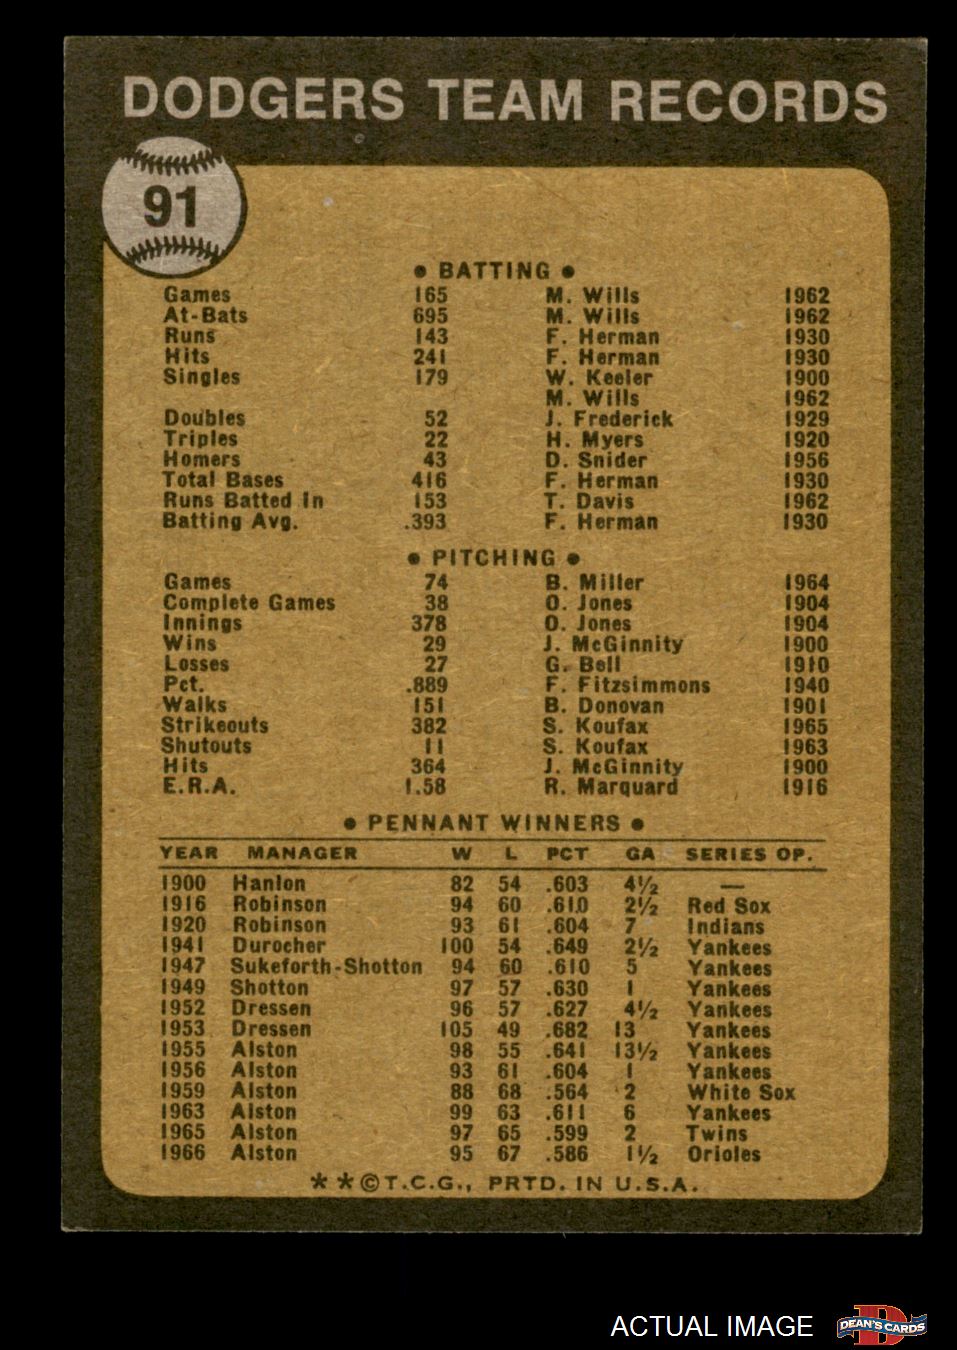 DODGERS TEAM RECORDS
91
• BATTING •
Games 165 M. Wills 1962
At-Bats 695 M. Wills 1962
Runs 143 F. Herman 1930
Hits 241 F. Herman 1930
Singles 179 W. Keeler 1900
M. Wills 1962
Doubles 52 J. Frederick 1929
Triples 22 H. Myers 1920
Homers 43 D. Snider 1956
Total Bases 416 F. Herman 1930
Runs Batted In 153 T. Davis 1962
Batting Avg. .393 F. Herman 1930
• PITCHING •
Games 74 B. Miller 1964
Complete Games 38 O. Jones 1904
Innings 378 O. Jones 1904
Wins 29 J. McGinnity 1900
Losses 27 G. Bell 1910
Pct. .889 F. Fitzsimmons 1940
Walks 151 B. Donovan 1901
Strikeouts 382 S. Koufax 1965
Shutouts 11 S. Koufax 1963
Hits 364 J. McGinnity 1900
E.R.A. 1.58 R. Marquard 1916
• PENNANT WINNERS •
YEAR MANAGER W L PCT GA SERIES OP.
1900 Hanlon 82 54 .603 4½ —
1916 Robinson 94 60 .610 2½ Red Sox
1920 Robinson 93 61 .604 7 Indians
1941 Durocher 100 54 .649 2½ Yankees
1947 Sukeforth-Shotton 94 60 .610 5 Yankees
1949 Shotton 97 57 .630 1 Yankees
1952 Dressen 96 57 .627 4½ Yankees
1953 Dressen 105 49 .682 13 Yankees
1955 Alston 98 55 .641 13½ Yankees
1956 Alston 93 61 .604 1 Yankees
1959 Alston 88 68 .564 2 White Sox
1963 Alston 99 63 .611 6 Yankees
1965 Alston 97 65 .599 2 Twins
1966 Alston 95 67 .586 1½ Orioles
* * © T.C.G., PRTD. IN U.S.A.
ACTUAL IMAGE
D
DEAN'S CARDS